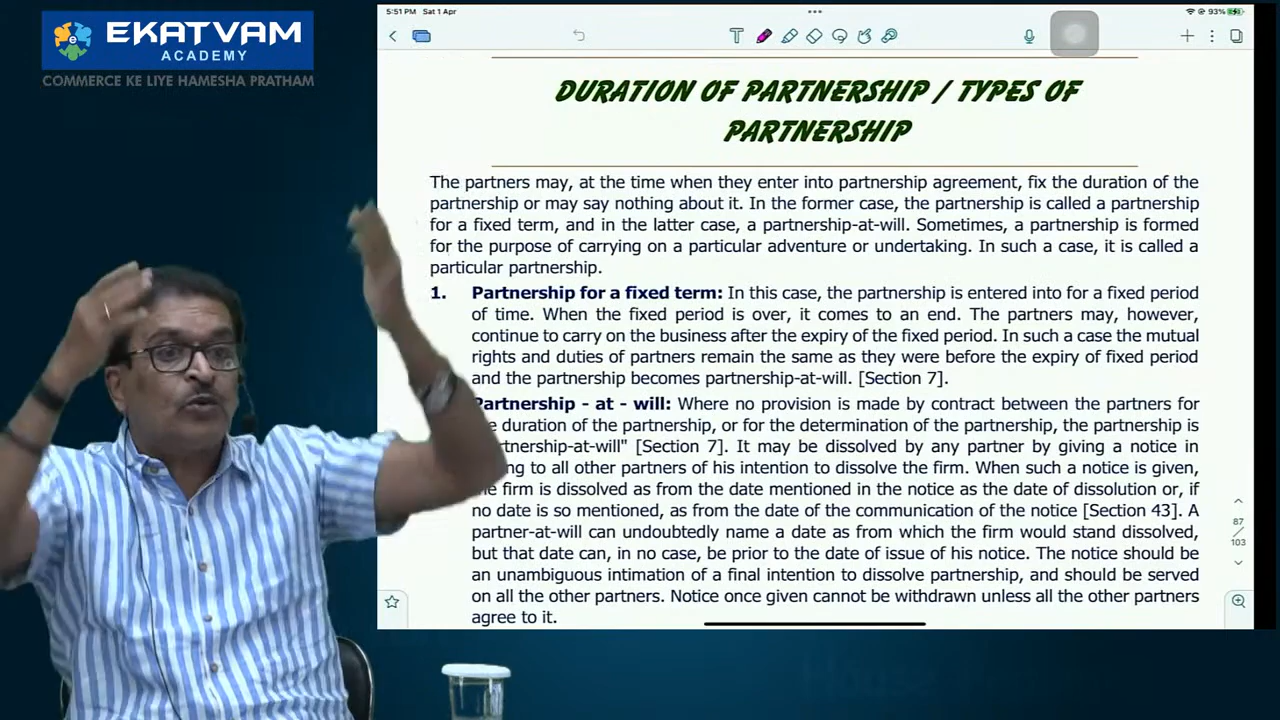 EKATVAM
ACADEMY
COMMERCE KE LIYE HAMESHA PRATHAM
5:51 PM Sat 1 Apr
93%
DURATION OF PARTNERSHIP / TYPES OF
PARTNERSHIP
The partners may, at the time when they enter into partnership agreement, fix the duration of the
partnership or may say nothing about it. In the former case, the partnership is called a partnership
for a fixed term, and in the latter case, a partnership-at-will. Sometimes, a partnership is formed
for the purpose of carrying on a particular adventure or undertaking. In such a case, it is called a
particular partnership.
1. Partnership for a fixed term: In this case, the partnership is entered into for a fixed period
of time. When the fixed period is over, it comes to an end. The partners may, however,
continue to carry on the business after the expiry of the fixed period. In such a case the mutual
rights and duties of partners remain the same as they were before the expiry of fixed period
and the partnership becomes partnership-at-will. [Section 7].
Partnership - at - will: Where no provision is made by contract between the partners for
duration of the partnership, or for the determination of the partnership, the partnership is
rtnership-at-will" [Section 7]. It may be dissolved by any partner by giving a notice in
to all other partners of his intention to dissolve the firm. When such a notice is given,
firm is dissolved as from the date mentioned in the notice as the date of dissolution or, if
no date is so mentioned, as from the date of the communication of the notice [Section 43]. A
partner-at-will can undoubtedly name a date as from which the firm would stand dissolved,
but that date can, in no case, be prior to the date of issue of his notice. The notice should be
an unambiguous intimation of a final intention to dissolve partnership, and should be served
on all the other partners. Notice once given cannot be withdrawn unless all the other partners
agree to it.
87
/
103